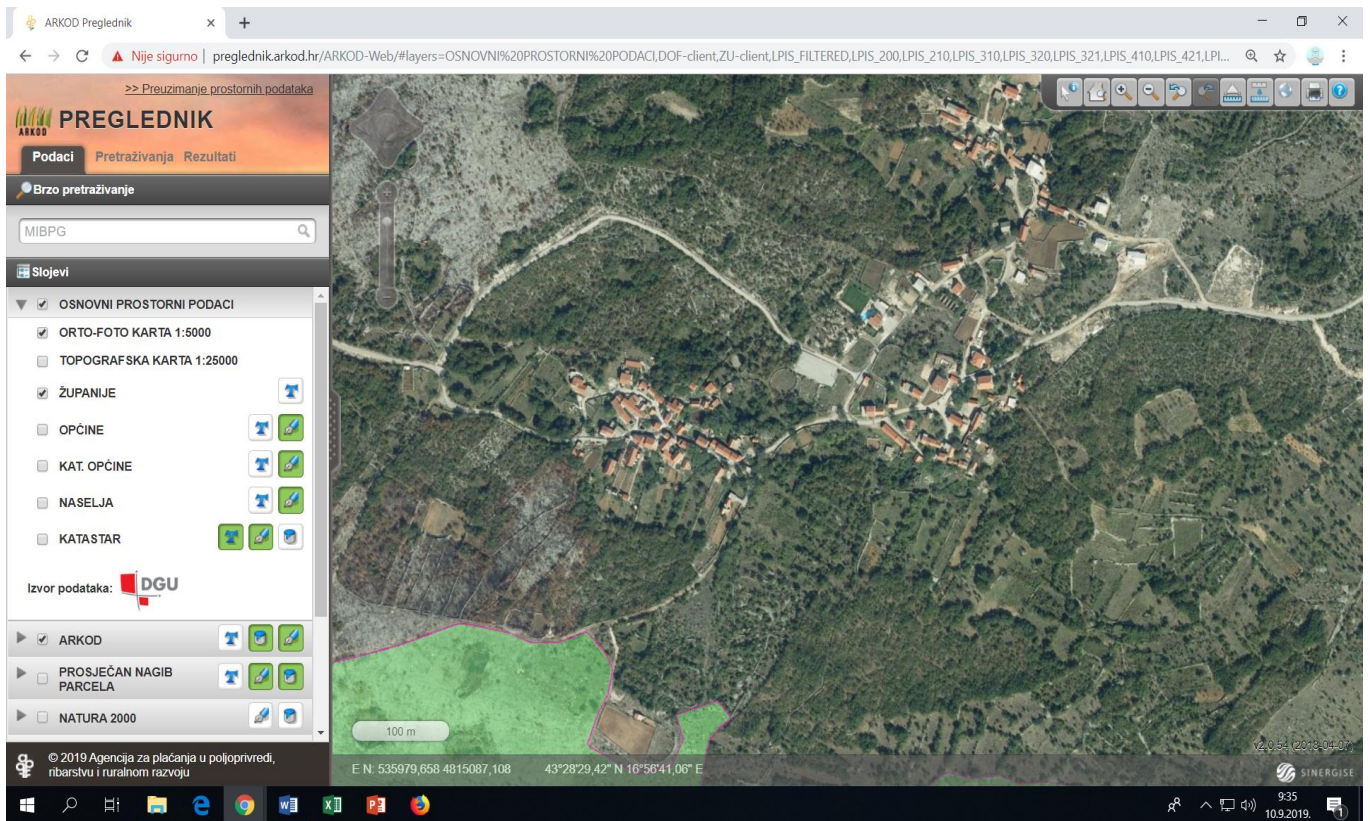 ARKOD Preglednik
Nije sigurno | preglednik.arkod.hr/ARKOD-Web/#layers=OSNOVNI%20PROSTORNI%20PODACI,DOF-client,ZU-client,LPIS_FILTERED,LPIS_200,LPIS_210,LPIS_310,LPIS_320,LPIS_321,LPIS_410,LPIS_421,LPI...
>> Preuzimanje prostornih podataka
ARKOD PREGLEDNIK
Podaci Pretraživanja Rezultati
Brzo pretraživanje
MIBPG
Slojevi
OSNOVNI PROSTORNI PODACI
ORTO-FOTO KARTA 1:5000
TOPOGRAFSKA KARTA 1:25000
ŽUPANIJE
OPĆINE
KAT. OPĆINE
NASELJA
KATASTAR
Izvor podataka: DGU
ARKOD
PROSJEČAN NAGIB
PARCELA
NATURA 2000
© 2019 Agencija za plaćanja u poljoprivredi,
ribarstvu i ruralnom razvoju
100 m
v2.0.54 (2018-04-07)
E N: 535979,658 4815087,108 43°28'29,42" N 16°56'41,06" E
SINERGISE
9:35
10.9.2019.